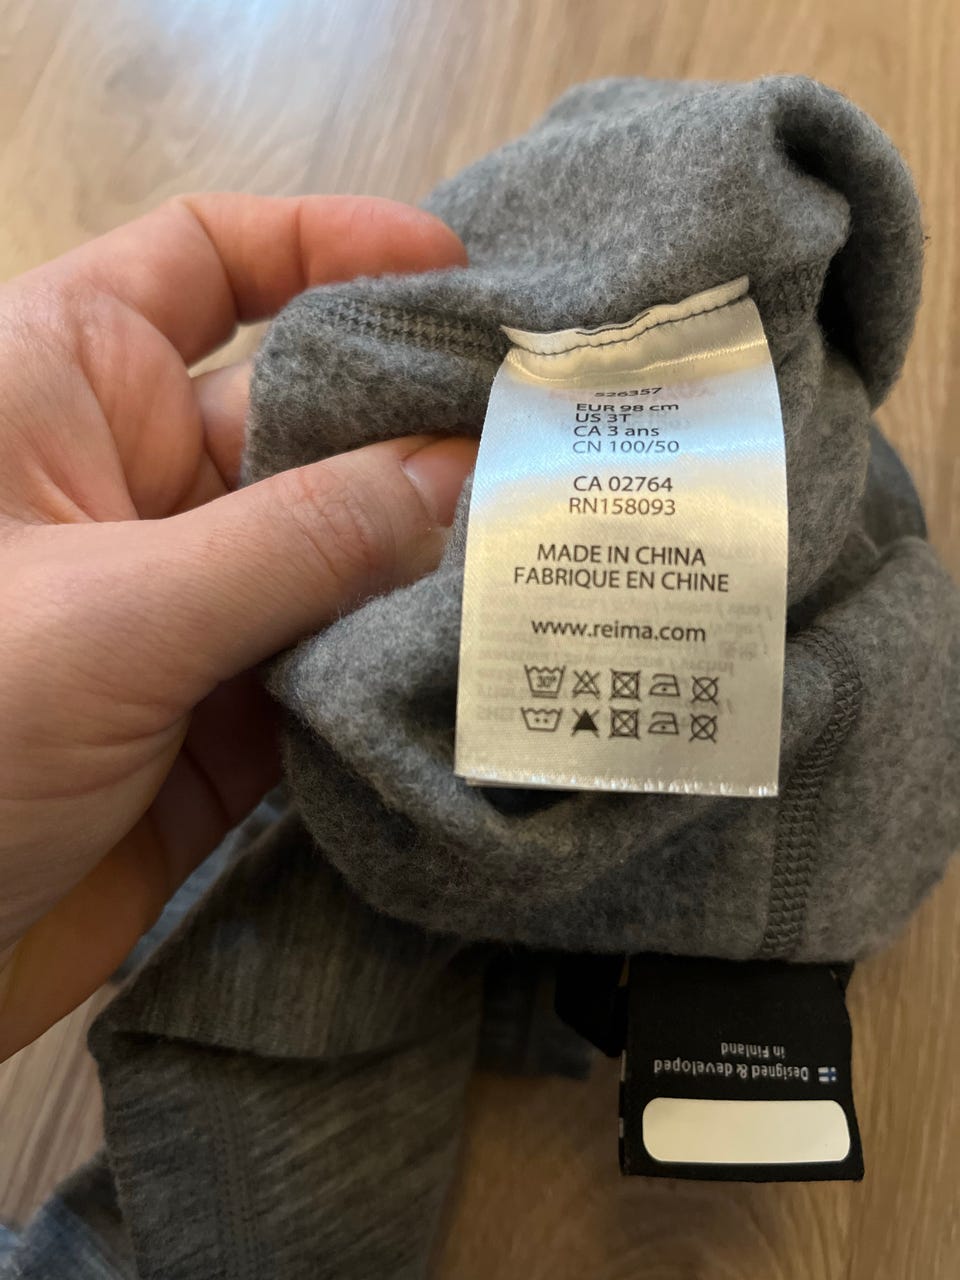 526357
EUR 98 cm
US 3T
CA 3 ans
CN 100/50
CA 02764
RN158093
MADE IN CHINA
FABRIQUE EN CHINE
www.reima.com
30°
Designed & developed
in Finland